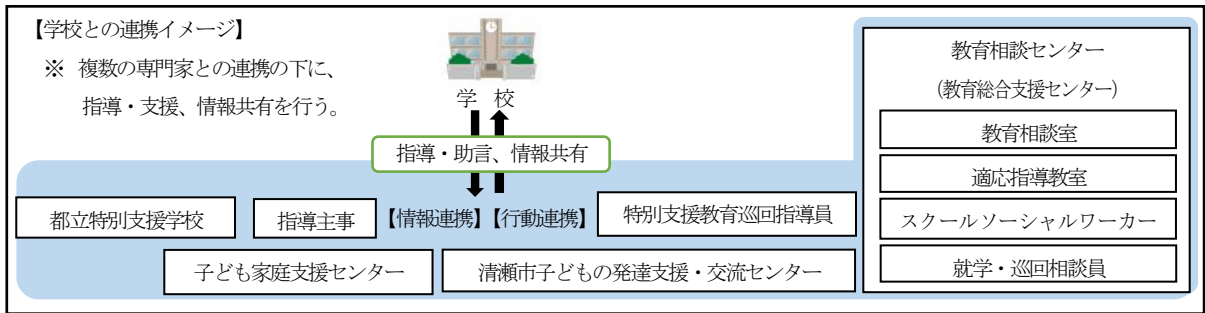 【学校との連携イメージ】
※ 複数の専門家との連携の下に、
指導・支援、情報共有を行う。
学 校
指導・助言、情報共有
都立特別支援学校
指導主事
【情報連携】【行動連携】
特別支援教育巡回指導員
子ども家庭支援センター
清瀬市子どもの発達支援・交流センター
教育相談センター
(教育総合支援センター)
教育相談室
適応指導教室
スクールソーシャルワーカー
就学・巡回相談員